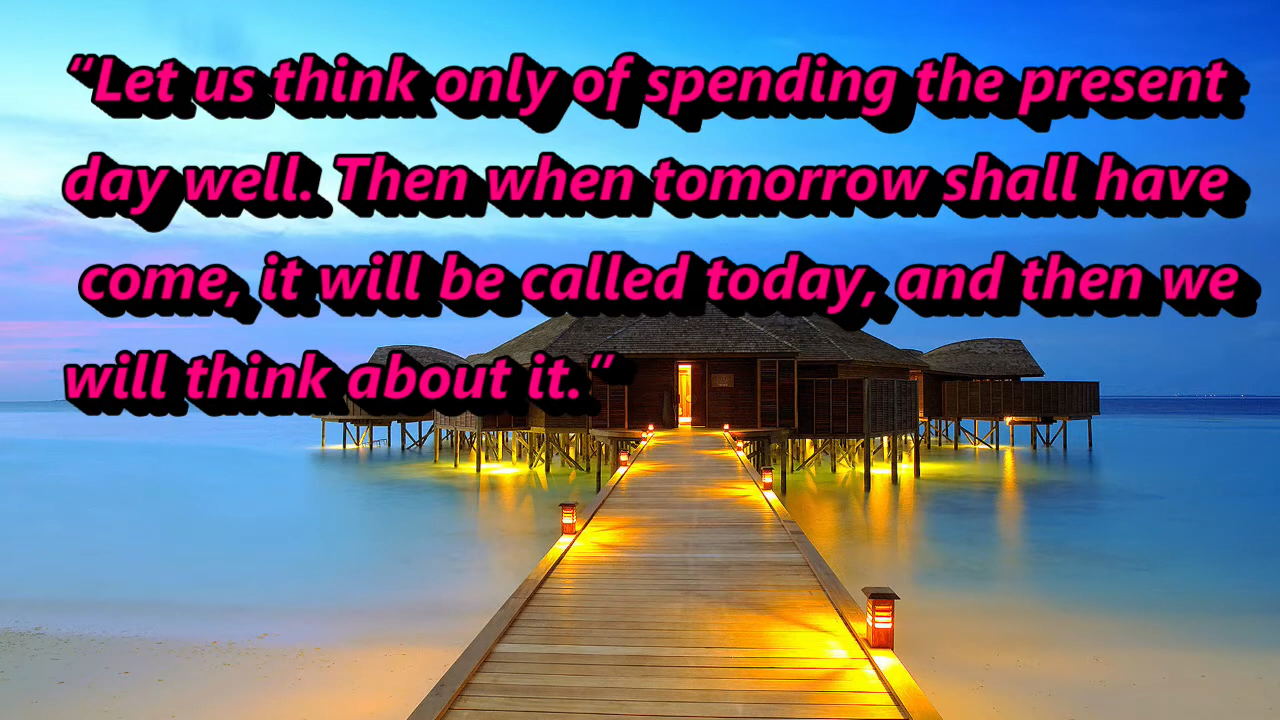 “Let us think only of spending the present
day well. Then when tomorrow shall have
come, it will be called today, and then we
will think about it.”